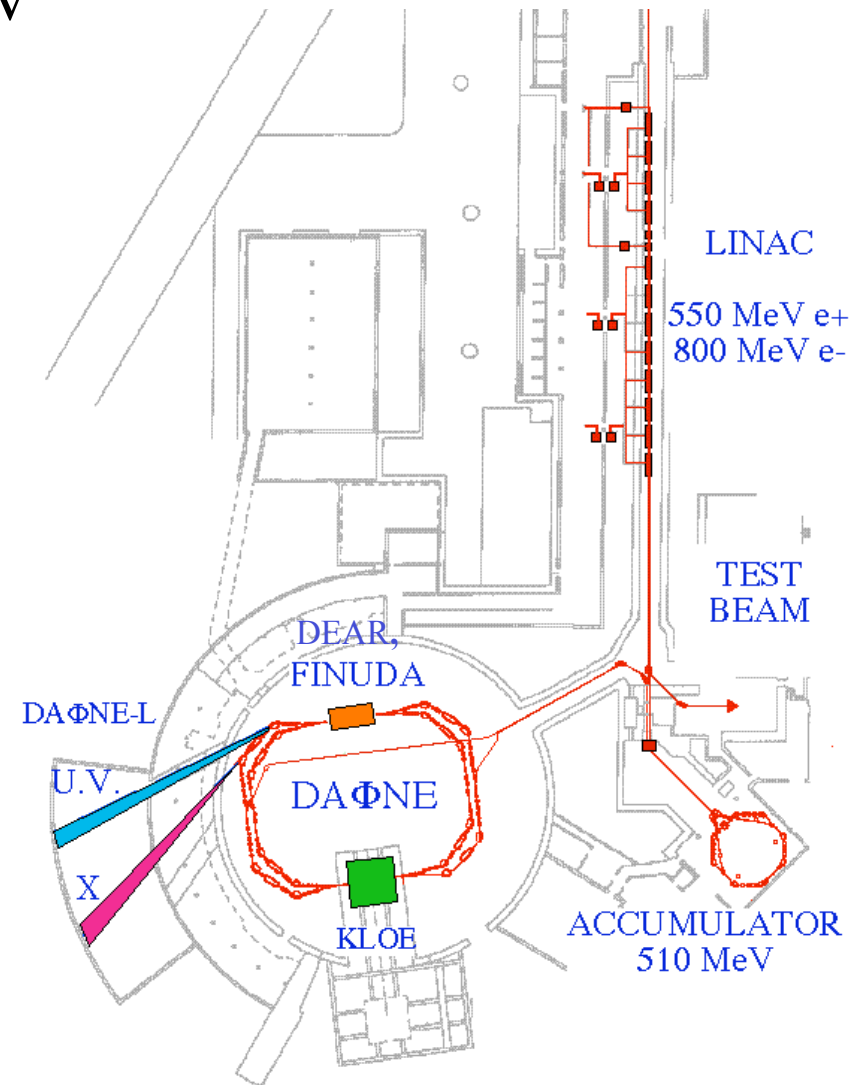 LINAC
550 MeV e+
800 MeV e-
TEST
BEAM
DEAR,
FINUDA
DAΦNE-L
U.V.
DAΦNE
X
KLOE
ACCUMULATOR
510 MeV